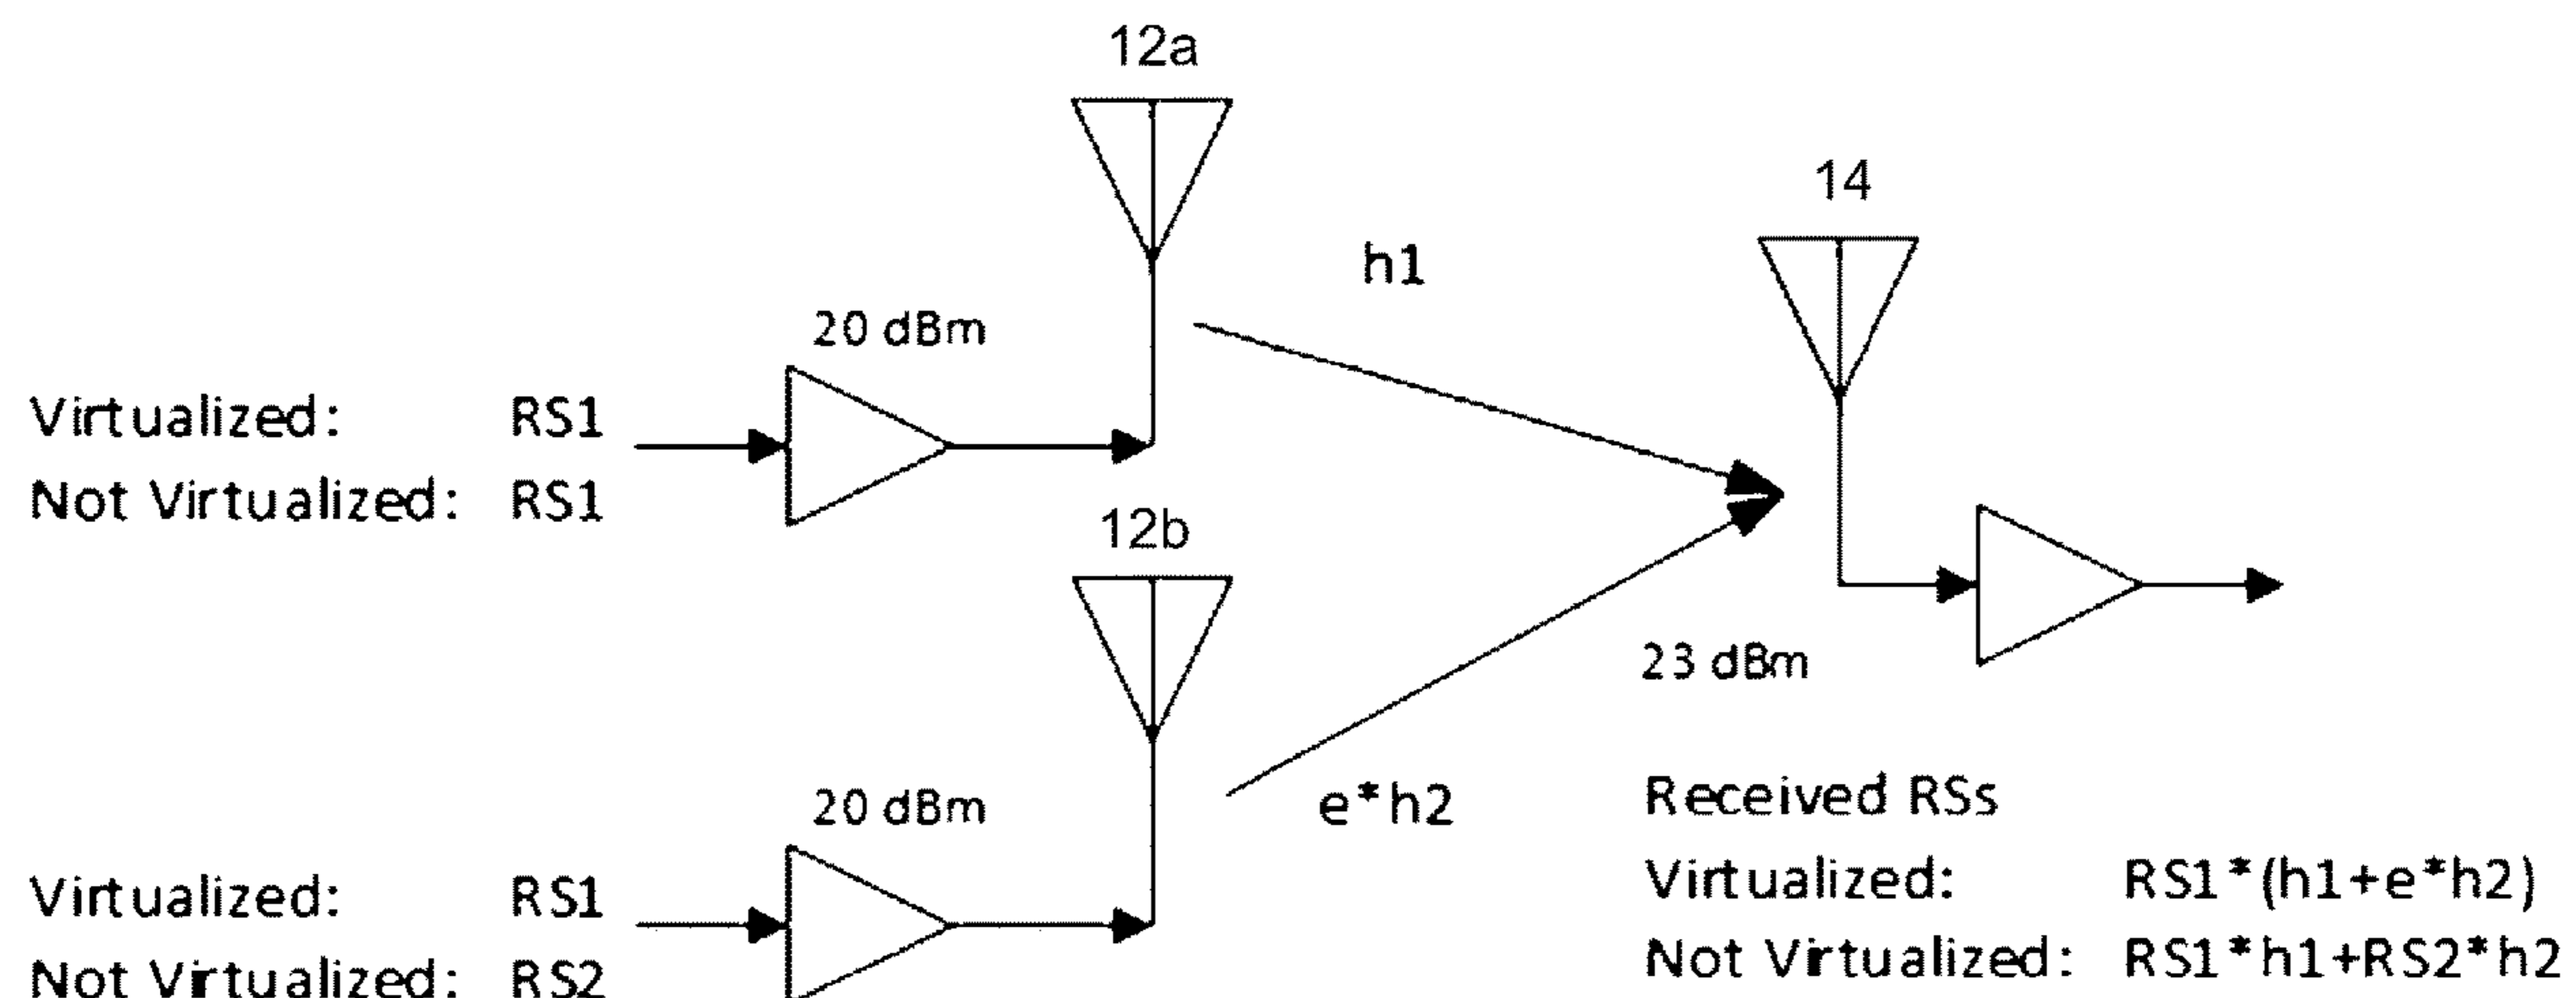 12a
14
h1
20 dBm
Virtualized: RS1
Not Virtualized: RS1
12b
23 dBm
20 dBm
e*h2
Virtualized: RS1
Not Virtualized: RS2
Received RSs
Virtualized: RS1*(h1+e*h2)
Not Virtualized: RS1*h1+RS2*h2